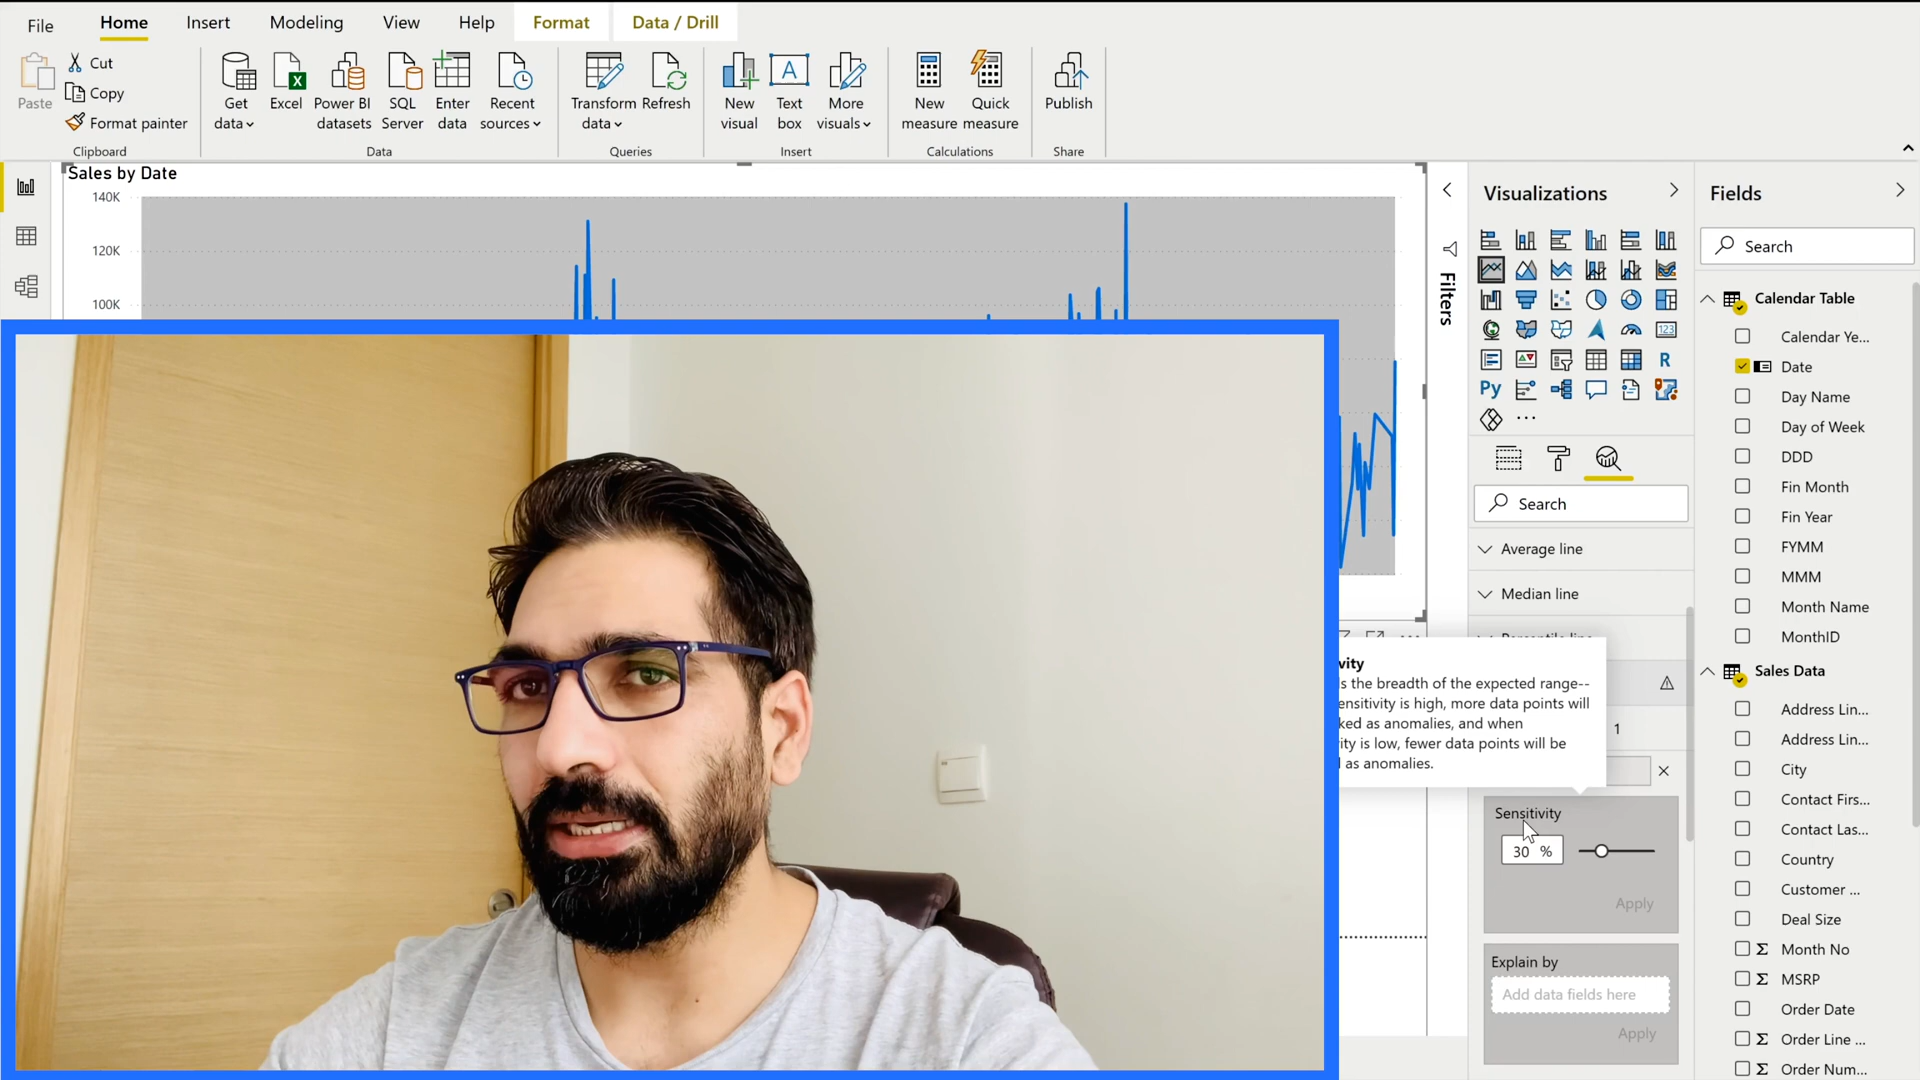 File Home Insert Modeling View Help Format Data / Drill
Paste
Cut
Copy
Format painter
Clipboard
Get data
Excel
Power BI datasets
SQL Server
Enter data
Recent sources
Data
Transform data
Refresh
Queries
New visual
Text box
A
More visuals
Insert
New measure
Quick measure
Calculations
Publish
Share
Sales by Date
140K
120K
100K
Filters
Visualizations
123
R
Py
Search
Average line
Median line
vity
s the breadth of the expected range--
ensitivity is high, more data points will
ked as anomalies, and when
ity is low, fewer data points will be
as anomalies.
1
Sensitivity
30 %
Apply
Explain by
Add data fields here
Apply
Fields
Search
Calendar Table
Calendar Ye...
Date
Day Name
Day of Week
DDD
Fin Month
Fin Year
FYMM
MMM
Month Name
MonthID
Sales Data
Address Lin...
Address Lin...
City
Contact Firs...
Contact Las...
Country
Customer ...
Deal Size
Σ Month No
Σ MSRP
Order Date
Σ Order Line ...
Σ Order Num...